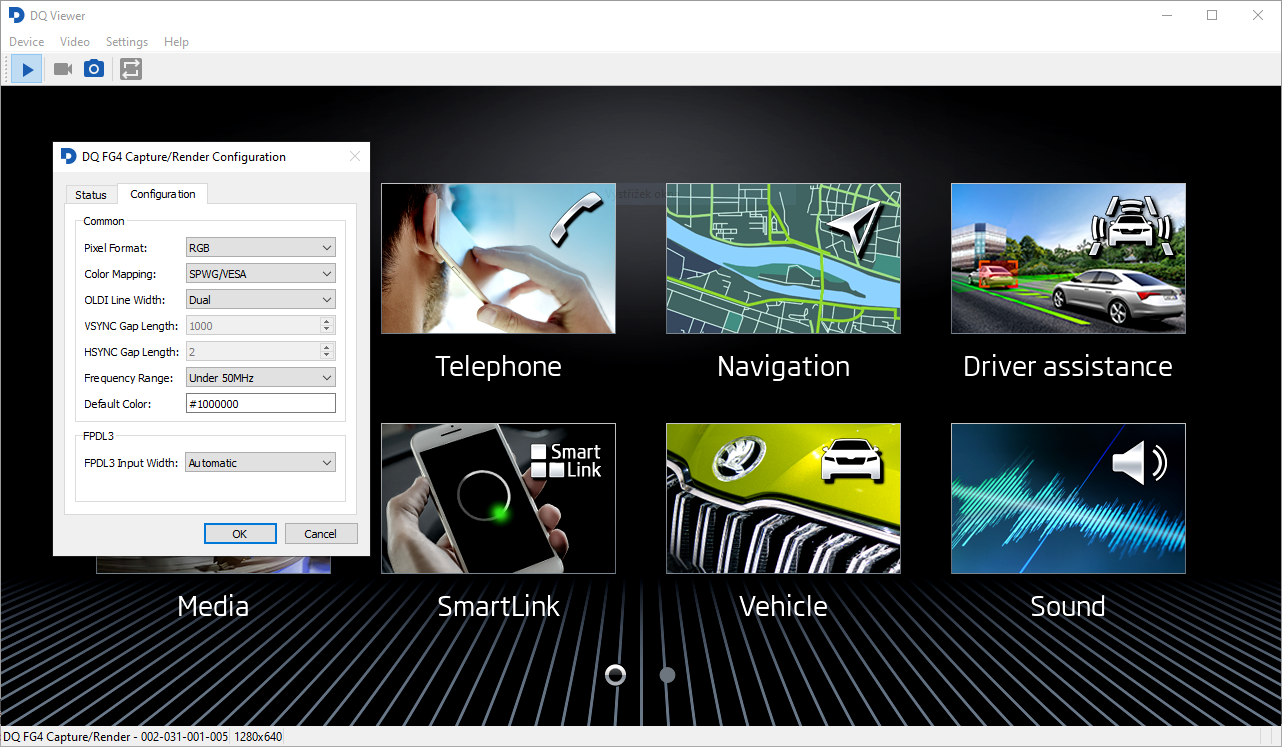 DQ Viewer
Device Video Settings Help
DQ FG4 Capture/Render Configuration
Status Configuration
Common
Pixel Format: RGB
Color Mapping: SPWG/VESA
OLDI Line Width: Dual
VSYNC Gap Length: 1000
HSYNC Gap Length: 2
Frequency Range: Under 50MHz
Default Color: #1000000
FPDL3
FPDL3 Input Width: Automatic
OK Cancel
Telephone Navigation Driver assistance
Smart
Link
Media SmartLink Vehicle Sound
DQ FG4 Capture/Render - 002-031-001-005 1280x640